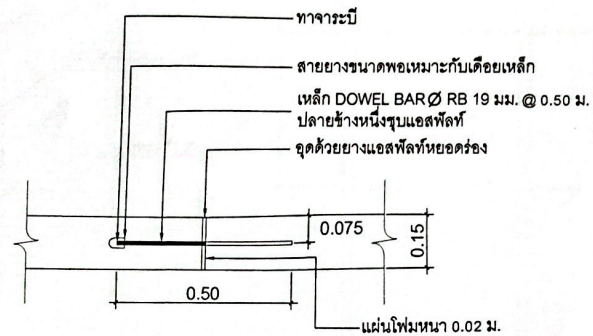 ทาจาระบี
สายยางขนาดพอเหมาะกับเดือยเหล็ก
เหล็ก DOWEL BAR Ø RB 19 มม. @ 0.50 ม.
ปลายข้างหนึ่งชุบแอสฟัลท์
อุดด้วยยางแอสฟัลท์หยอดร่อง
0.075
0.15
0.50
แผ่นโฟมหนา 0.02 ม.